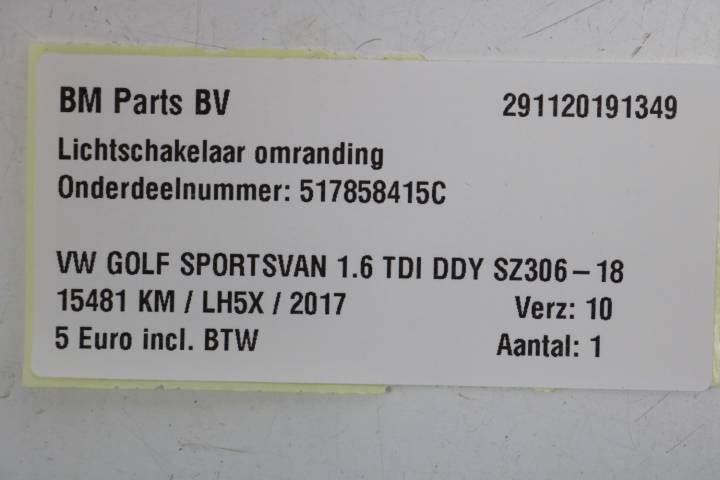 BM Parts BV 291120191349
Lichtschakelaar omranding
Onderdeelnummer: 517858415C
VW GOLF SPORTSVAN 1.6 TDI DDY SZ306-18
15481 KM / LH5X / 2017 Verz: 10
5 Euro incl. BTW Aantal: 1